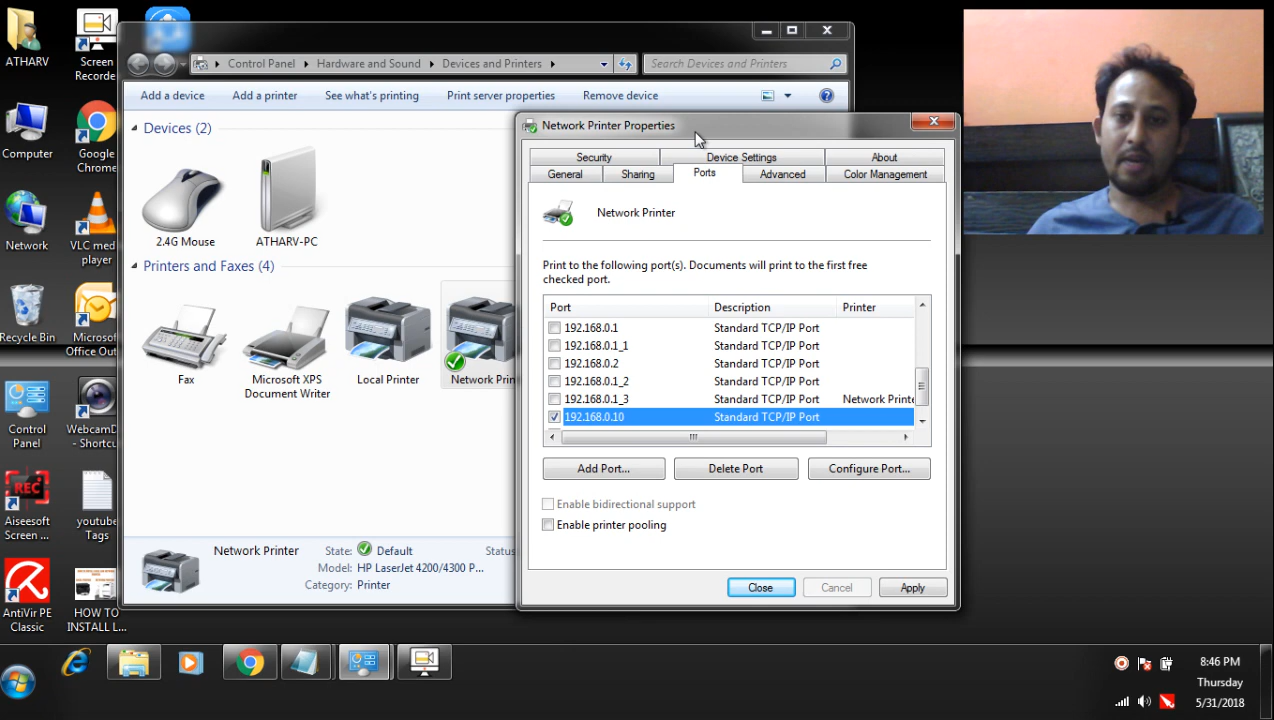 ATHARV
Screen
Recorde
Computer
Google
Chrome
Network
VLC med
player
Recycle Bin
Microsof
Office Out
Control
Panel
WebcamD
- Shortcu
REC
Aiseesoft
Screen ...
youtube
Tags
AntiVir PE
Classic
HOW TO
INSTALL L...
Control Panel
Hardware and Sound
Devices and Printers
Search Devices and Printers
Add a device
Add a printer
See what's printing
Print server properties
Remove device
Devices (2)
2.4G Mouse
ATHARV-PC
Printers and Faxes (4)
Fax
Microsoft XPS
Document Writer
Local Printer
Network Prin
Network Printer
State: Default
Status
Model: HP LaserJet 4200/4300 P...
Category: Printer
Network Printer Properties
Security
Device Settings
About
General
Sharing
Ports
Advanced
Color Management
Network Printer
Print to the following port(s). Documents will print to the first free
checked port.
Port Description Printer
192.168.0.1 Standard TCP/IP Port
192.168.0.1_1 Standard TCP/IP Port
192.168.0.2 Standard TCP/IP Port
192.168.0.1_2 Standard TCP/IP Port
192.168.0.1_3 Standard TCP/IP Port Network Printe
192.168.0.10 Standard TCP/IP Port
Add Port...
Delete Port
Configure Port...
Enable bidirectional support
Enable printer pooling
Close
Cancel
Apply
8:46 PM
Thursday
5/31/2018